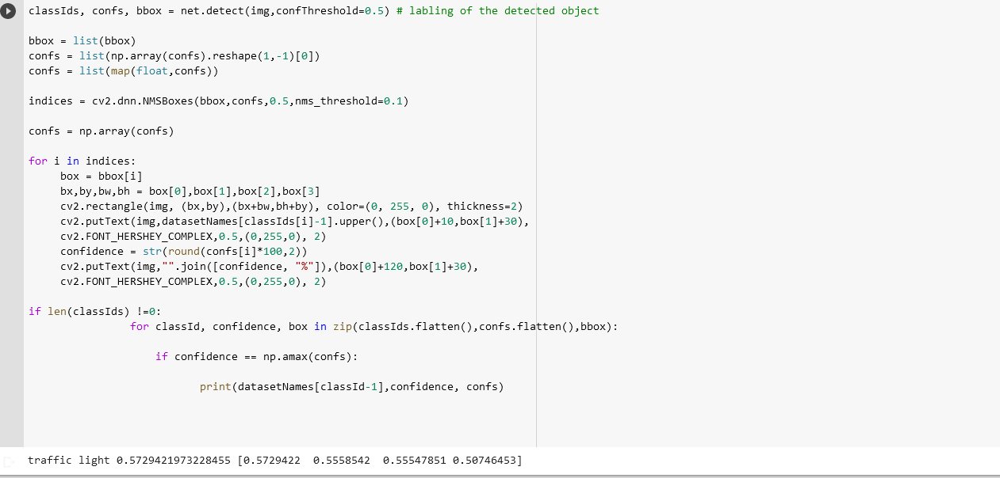 classIds, confs, bbox = net.detect(img,confThreshold=0.5) # labling of the detected object
bbox = list(bbox)
confs = list(np.array(confs).reshape(1,-1)[0])
confs = list(map(float,confs))
indices = cv2.dnn.NMSBoxes(bbox,confs,0.5,nms_threshold=0.1)
confs = np.array(confs)
for i in indices:
box = bbox[i]
bx,by,bw,bh = box[0],box[1],box[2],box[3]
cv2.rectangle(img, (bx,by),(bx+bw,bh+by), color=(0, 255, 0), thickness=2)
cv2.putText(img,datasetNames[classIds[i]-1].upper(),(box[0]+10,box[1]+30),
cv2.FONT_HERSHEY_COMPLEX,0.5,(0,255,0), 2)
confidence = str(round(confs[i]*100,2))
cv2.putText(img,"".join([confidence, "%"]),(box[0]+120,box[1]+30),
cv2.FONT_HERSHEY_COMPLEX,0.5,(0,255,0), 2)
if len(classIds) !=0:
for classId, confidence, box in zip(classIds.flatten(),confs.flatten(),bbox):
if confidence == np.amax(confs):
print(datasetNames[classId-1],confidence, confs)
traffic light 0.5729421973228455 [0.5729422 0.5558542 0.55547851 0.50746453]